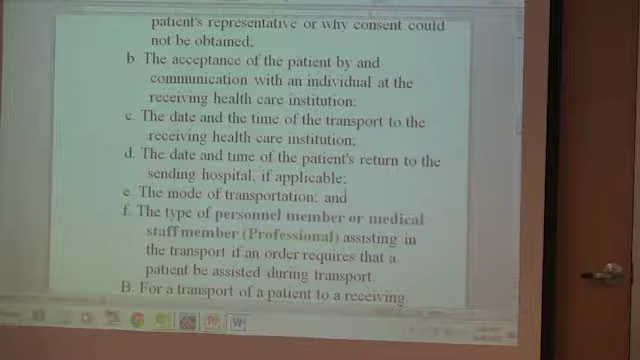 patient's representative or why consent could
not be obtained;
b. The acceptance of the patient by and
communication with an individual at the
receiving health care institution;
c. The date and the time of the transport to the
receiving health care institution;
d. The date and time of the patient's return to the
sending hospital, if applicable;
e. The mode of transportation; and
f. The type of personnel member or medical
staff member (Professional) assisting in
the transport if an order requires that a
patient be assisted during transport.
B. For a transport of a patient to a receiving